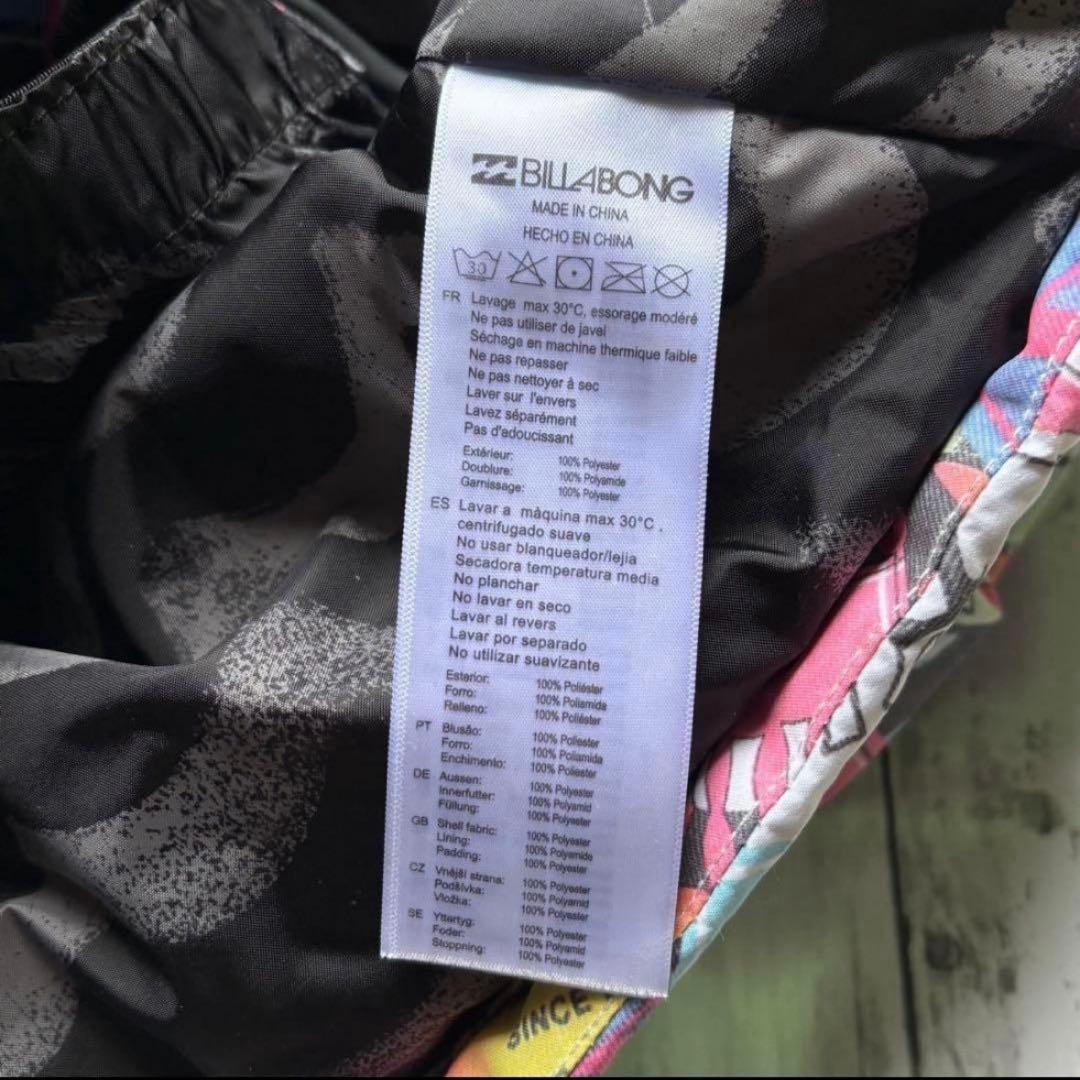 BILLABONG
MADE IN CHINA
HECHO EN CHINA
30
FR Lavage max 30°C, essorage modéré
Ne pas utiliser de javel
Séchage en machine thermique faible
Ne pas repasser
Ne pas nettoyer à sec
Laver sur l'envers
Lavez séparément
Pas d'adoucissant
Extérieur: 100% Polyester
Doublure: 100% Polyamide
Garnissage: 100% Polyester
ES Lavar a màquina max 30°C ,
centrifugado suave
No usar blanqueador/lejia
Secadora temperatura media
No planchar
No lavar en seco
Lavar al revers
Lavar por separado
No utilizar suavizante
Esterior: 100% Poliéster
Forro: 100% Poliamida
Relleno: 100% Poliéster
PT Blusão: 100% Poliester
Forro: 100% Poliamida
Enchimento: 100% Poliester
DE Aussen: 100% Polyester
Innerfutter: 100% Polyamid
Füllung: 100% Polyester
GB Shell fabric: 100% Polyester
Lining: 100% Polyamide
Padding: 100% Polyester
CZ Vnějši strana: 100% Polyester
Podšívka: 100% Polyamid
Vložka: 100% Polyester
SE Yttertyg: 100% Polyester
Foder: 100% Polyamid
Stoppning: 100% Polyester
SINCE